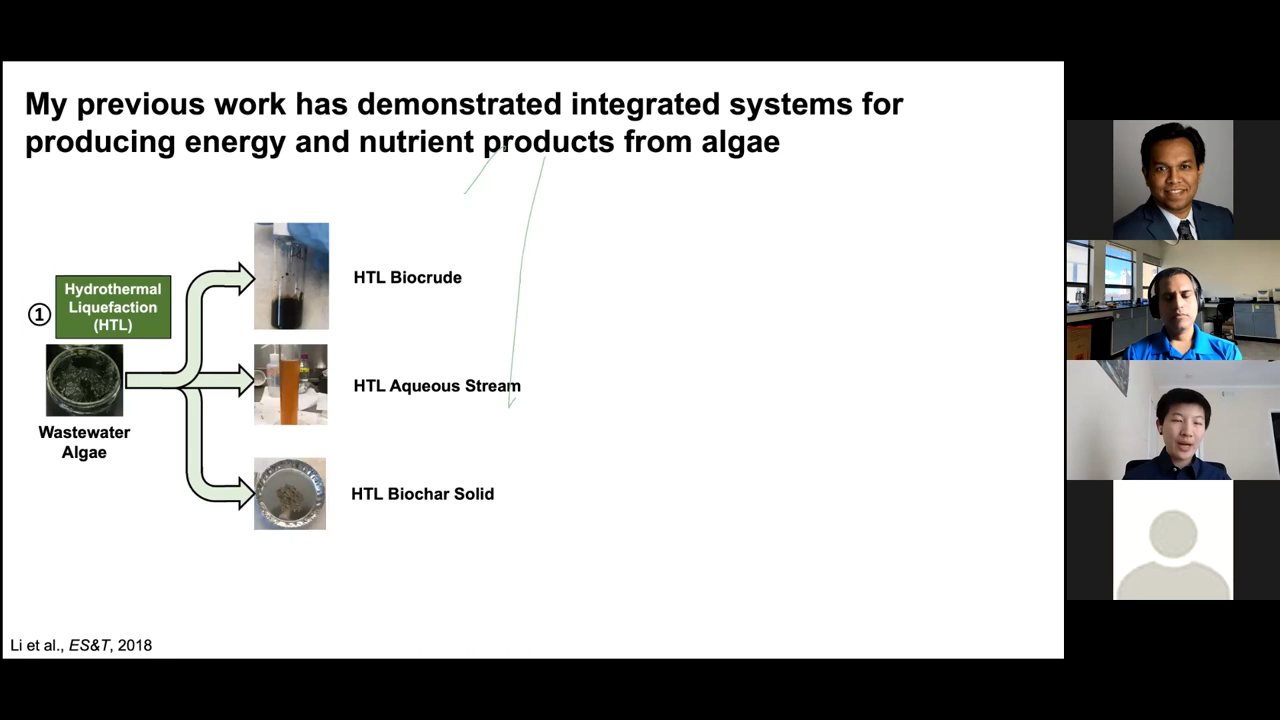 My previous work has demonstrated integrated systems for
producing energy and nutrient products from algae
①
Hydrothermal
Liquefaction
(HTL)
Wastewater
Algae
HTL Biocrude
HTL Aqueous Stream
HTL Biochar Solid
Li et al., ES&T, 2018